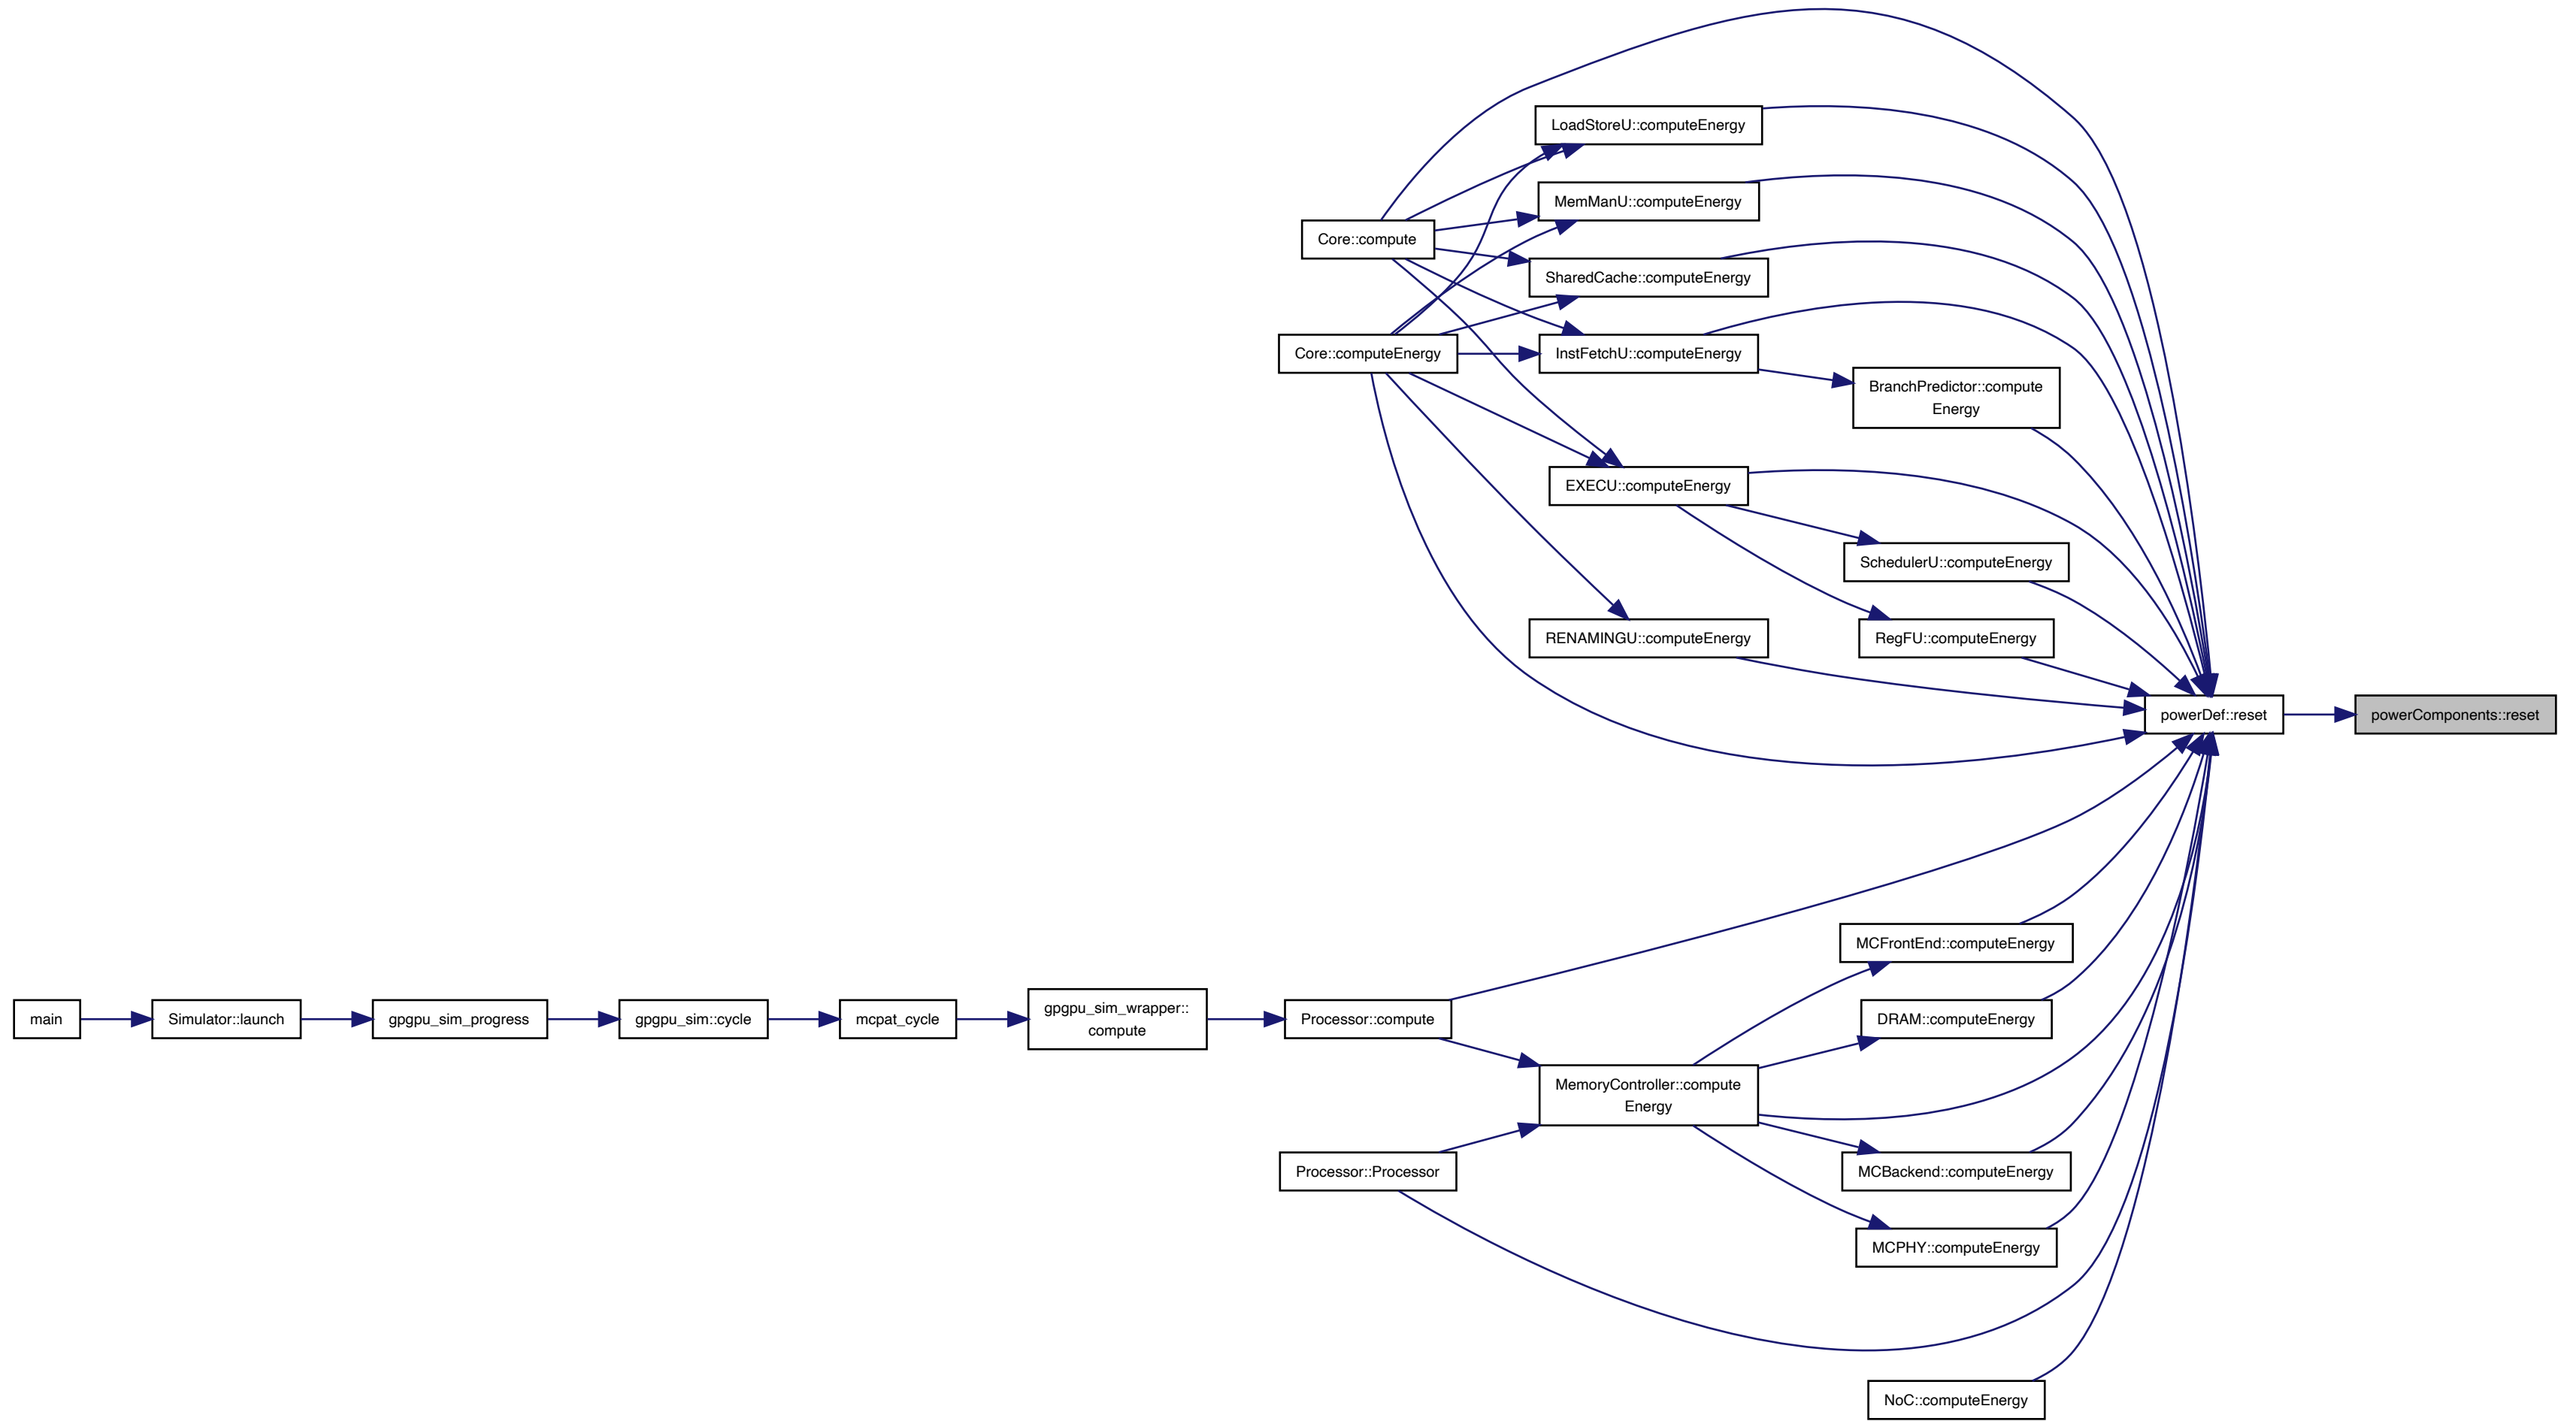 LoadStoreU::computeEnergy
MemManU::computeEnergy
Core::compute
SharedCache::computeEnergy
Core::computeEnergy
InstFetchU::computeEnergy
BranchPredictor::compute
Energy
EXECU::computeEnergy
SchedulerU::computeEnergy
RENAMINGU::computeEnergy
RegFU::computeEnergy
powerDef::reset
powerComponents::reset
MCFrontEnd::computeEnergy
main
Simulator::launch
gpgpu_sim_progress
gpgpu_sim::cycle
mcpat_cycle
gpgpu_sim_wrapper::
compute
Processor::compute
DRAM::computeEnergy
MemoryController::compute
Energy
Processor::Processor
MCBackend::computeEnergy
MCPHY::computeEnergy
NoC::computeEnergy